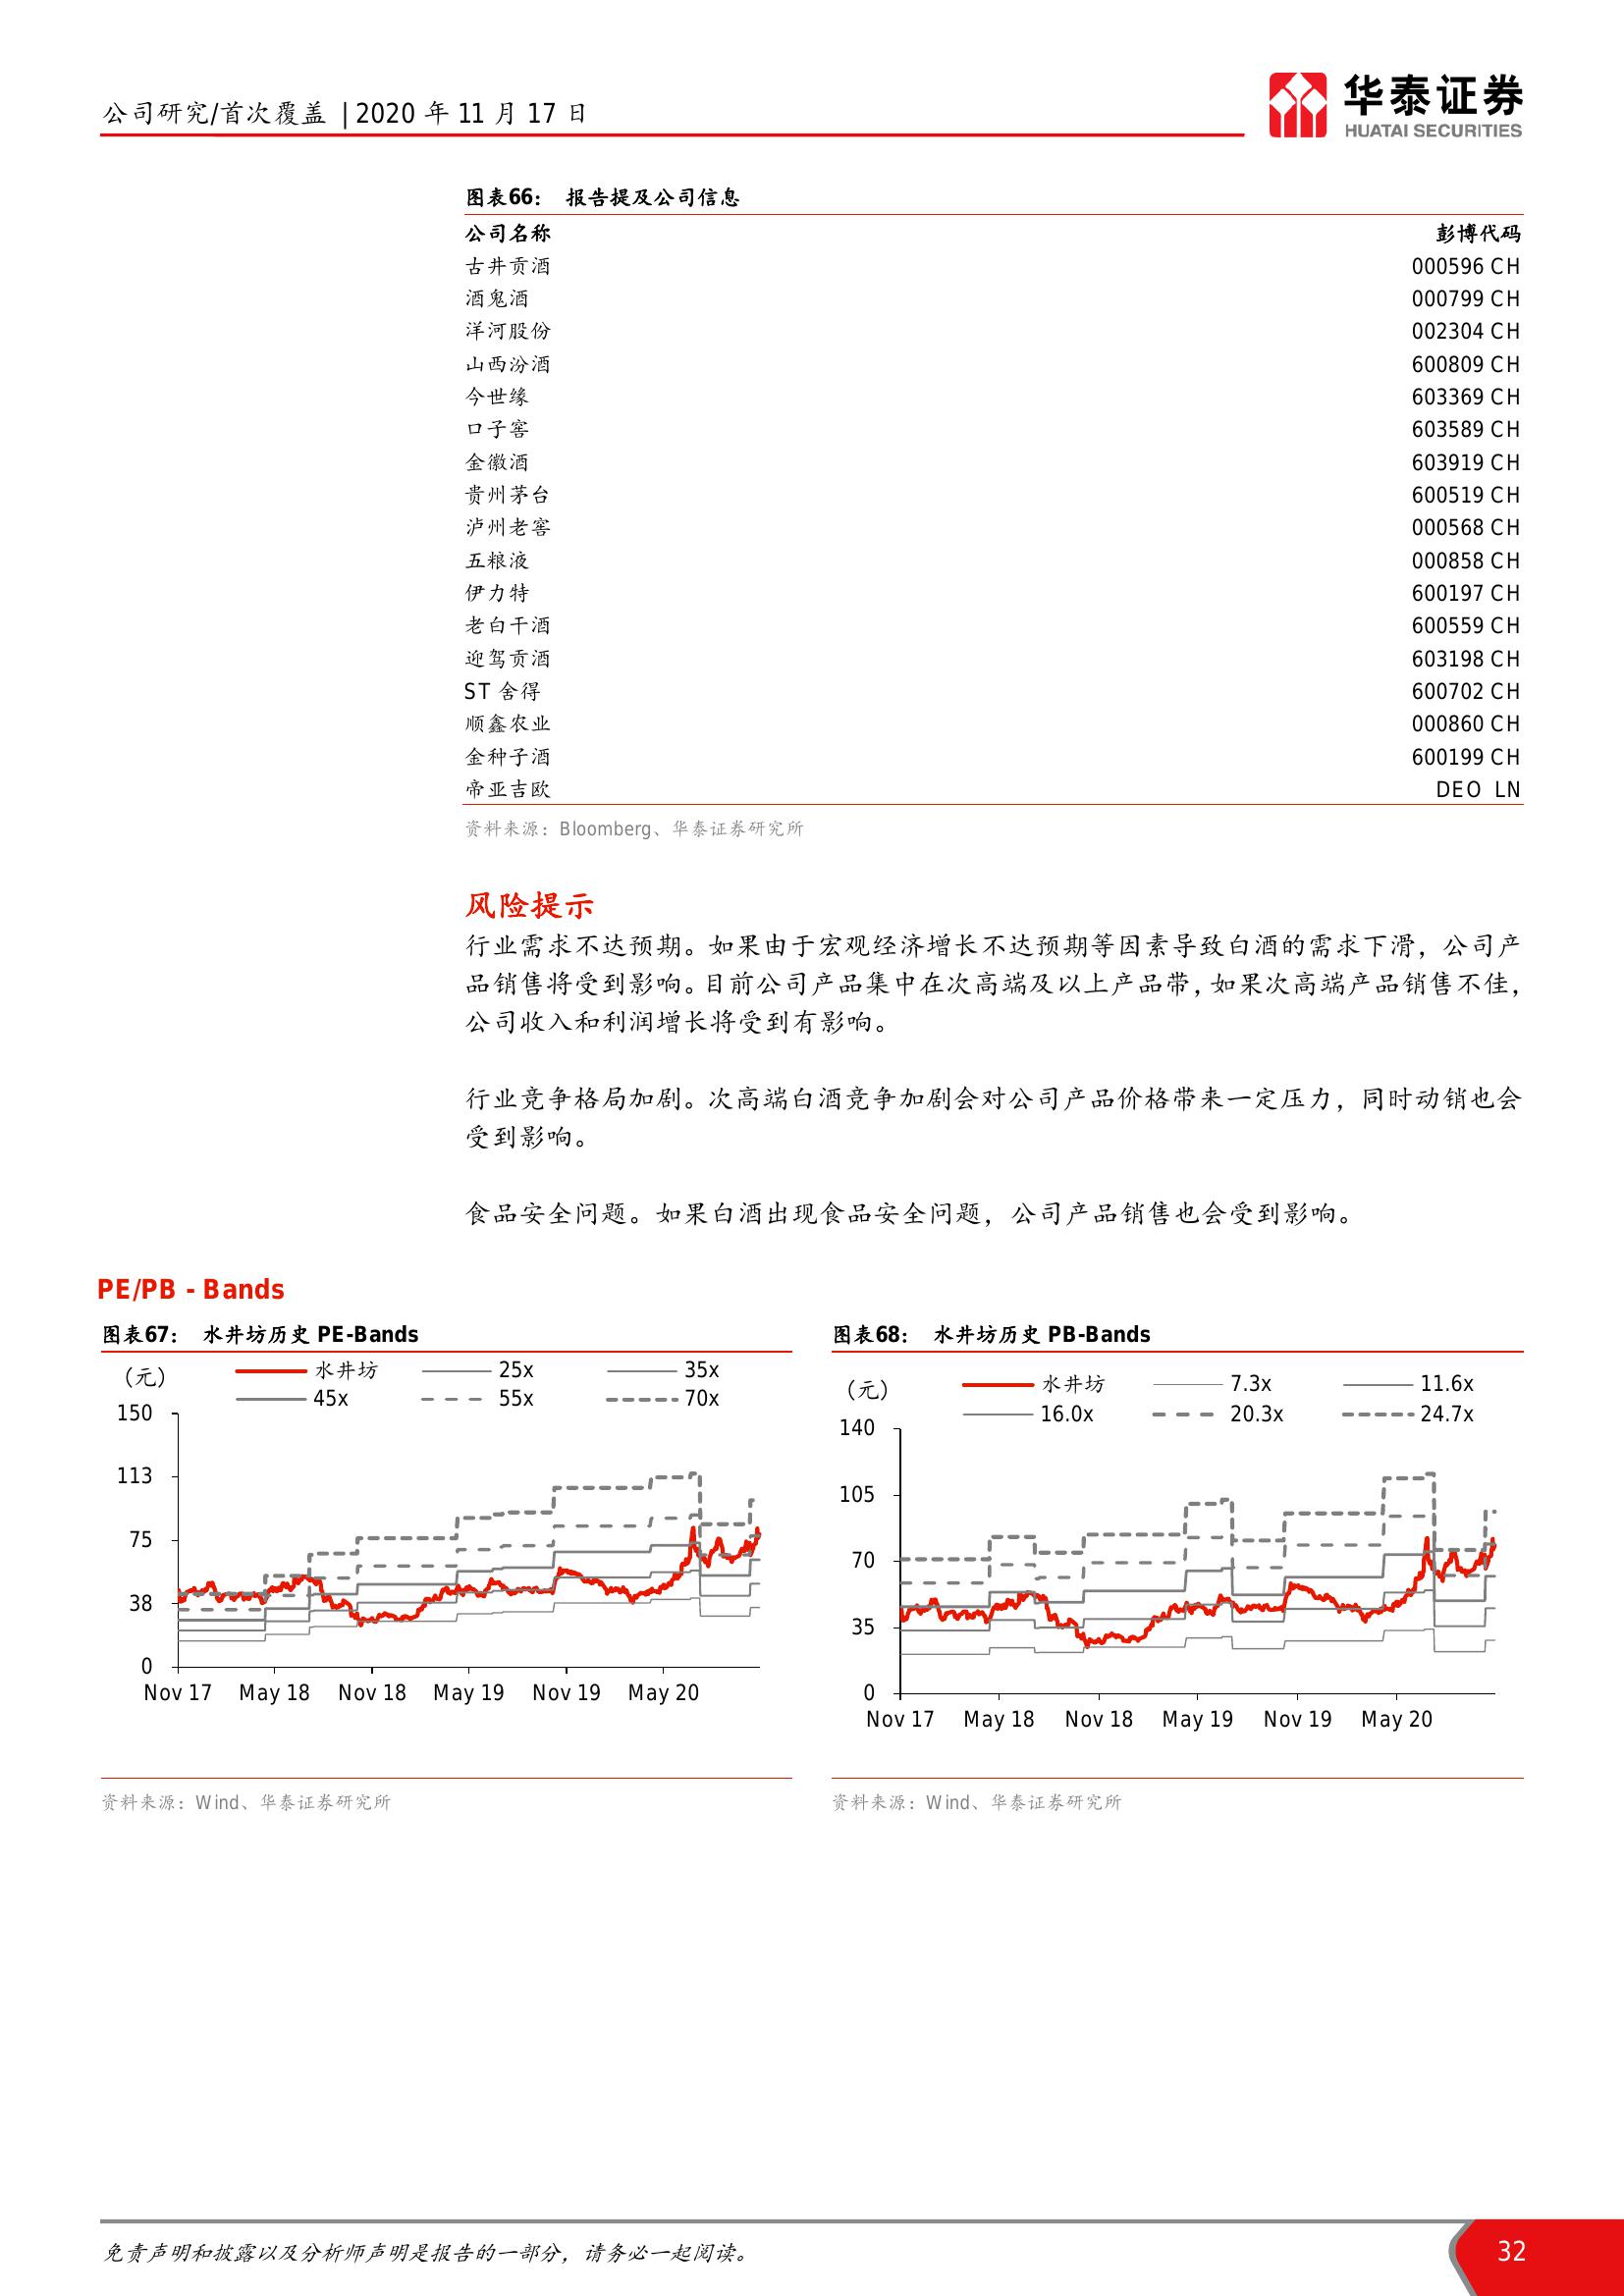 公司研究/首次覆盖 | 2020 年 11 月 17 日
华泰证券
HUATAI SECURITIES
图表66： 报告提及公司信息
公司名称 彭博代码
古井贡酒 000596 CH
酒鬼酒 000799 CH
洋河股份 002304 CH
山西汾酒 600809 CH
今世缘 603369 CH
口子窖 603589 CH
金徽酒 603919 CH
贵州茅台 600519 CH
泸州老窖 000568 CH
五粮液 000858 CH
伊力特 600197 CH
老白干酒 600559 CH
迎驾贡酒 603198 CH
ST 舍得 600702 CH
顺鑫农业 000860 CH
金种子酒 600199 CH
帝亚吉欧 DEO LN
资料来源：Bloomberg、华泰证券研究所
风险提示
行业需求不达预期。如果由于宏观经济增长不达预期等因素导致白酒的需求下滑，公司产
品销售将受到影响。目前公司产品集中在次高端及以上产品带，如果次高端产品销售不佳，
公司收入和利润增长将受到有影响。
行业竞争格局加剧。次高端白酒竞争加剧会对公司产品价格带来一定压力，同时动销也会
受到影响。
食品安全问题。如果白酒出现食品安全问题，公司产品销售也会受到影响。
PE/PB - Bands
图表67： 水井坊历史 PE-Bands
（元） 水井坊 25x 35x
45x 55x 70x
150
113
75
38
0
Nov 17 May 18 Nov 18 May 19 Nov 19 May 20
资料来源：Wind、华泰证券研究所
图表68： 水井坊历史 PB-Bands
（元） 水井坊 7.3x 11.6x
16.0x 20.3x 24.7x
140
105
70
35
0
Nov 17 May 18 Nov 18 May 19 Nov 19 May 20
资料来源：Wind、华泰证券研究所
免责声明和披露以及分析师声明是报告的一部分，请务必一起阅读。 32